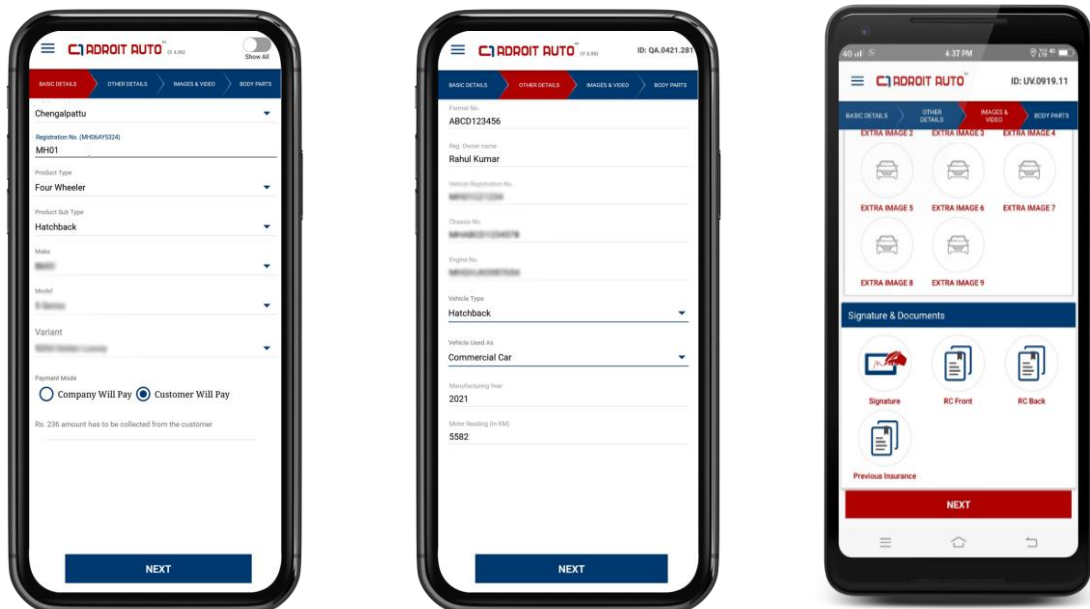 ADROIT AUTO
Show All
BASIC DETAILS
OTHER DETAILS
IMAGES & VIDEO
BODY PARTS
Chengalpattu
Registration No. (MH06AY5324)
MH01
Product Type
Four Wheeler
Product Sub Type
Hatchback
Make
Model
Variant
Payment Mode
Company Will Pay
Customer Will Pay
Rs. 236 amount has to be collected from the customer
NEXT
ADROIT AUTO
ID: QA.0421.281
BASIC DETAILS
OTHER DETAILS
IMAGES & VIDEO
BODY PARTS
Format No.
ABCD123456
Reg. Owner name
Rahul Kumar
Vehicle Registration No.
Chassis No.
Engine No.
Vehicle Type
Hatchback
Vehicle Used As
Commercial Car
Manufacturing Year
2021
Meter Reading (In KM)
5582
NEXT
4:37 PM
ADROIT AUTO
ID: UV.0919.11
BASIC DETAILS
OTHER
DETAILS
IMAGES &
VIDEO
BODY PARTS
EXTRA IMAGE 2
EXTRA IMAGE 3
EXTRA IMAGE 4
EXTRA IMAGE 5
EXTRA IMAGE 6
EXTRA IMAGE 7
EXTRA IMAGE 8
EXTRA IMAGE 9
Signature & Documents
Signature
RC Front
RC Back
Previous Insurance
NEXT